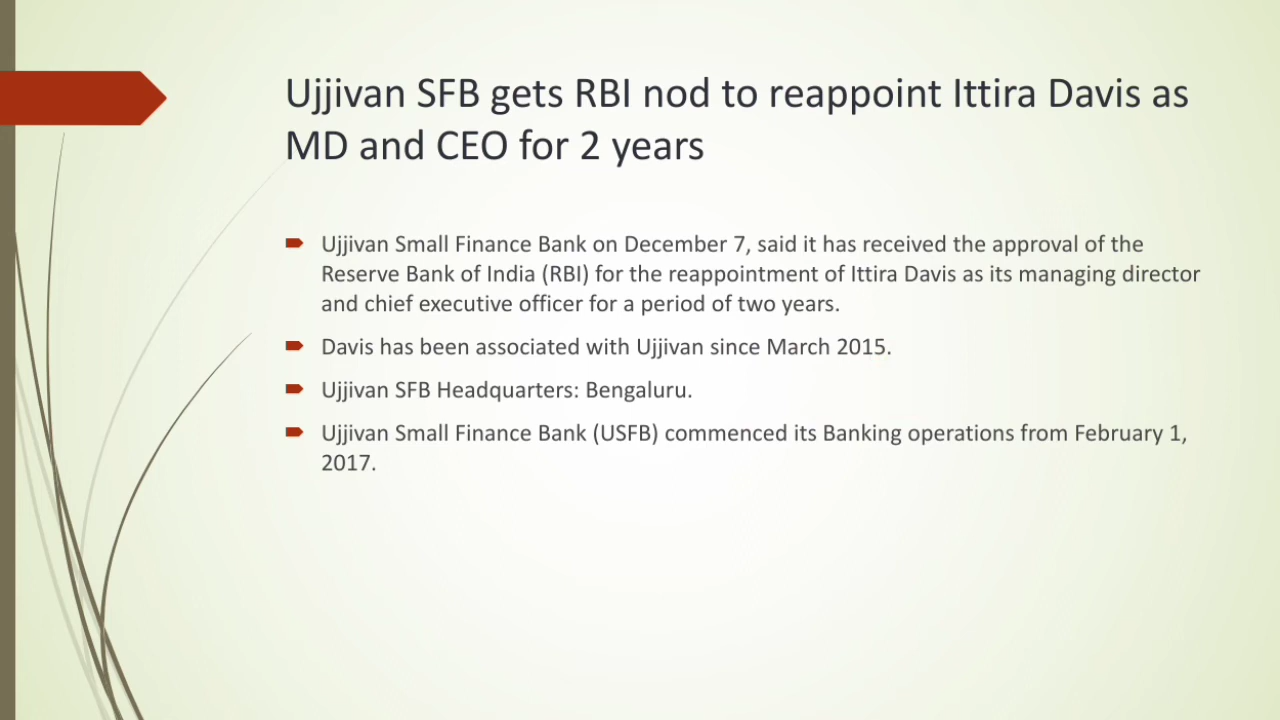 Ujjivan SFB gets RBI nod to reappoint Ittira Davis as
MD and CEO for 2 years
Ujjivan Small Finance Bank on December 7, said it has received the approval of the
Reserve Bank of India (RBI) for the reappointment of Ittira Davis as its managing director
and chief executive officer for a period of two years.
Davis has been associated with Ujjivan since March 2015.
Ujjivan SFB Headquarters: Bengaluru.
Ujjivan Small Finance Bank (USFB) commenced its Banking operations from February 1,
2017.